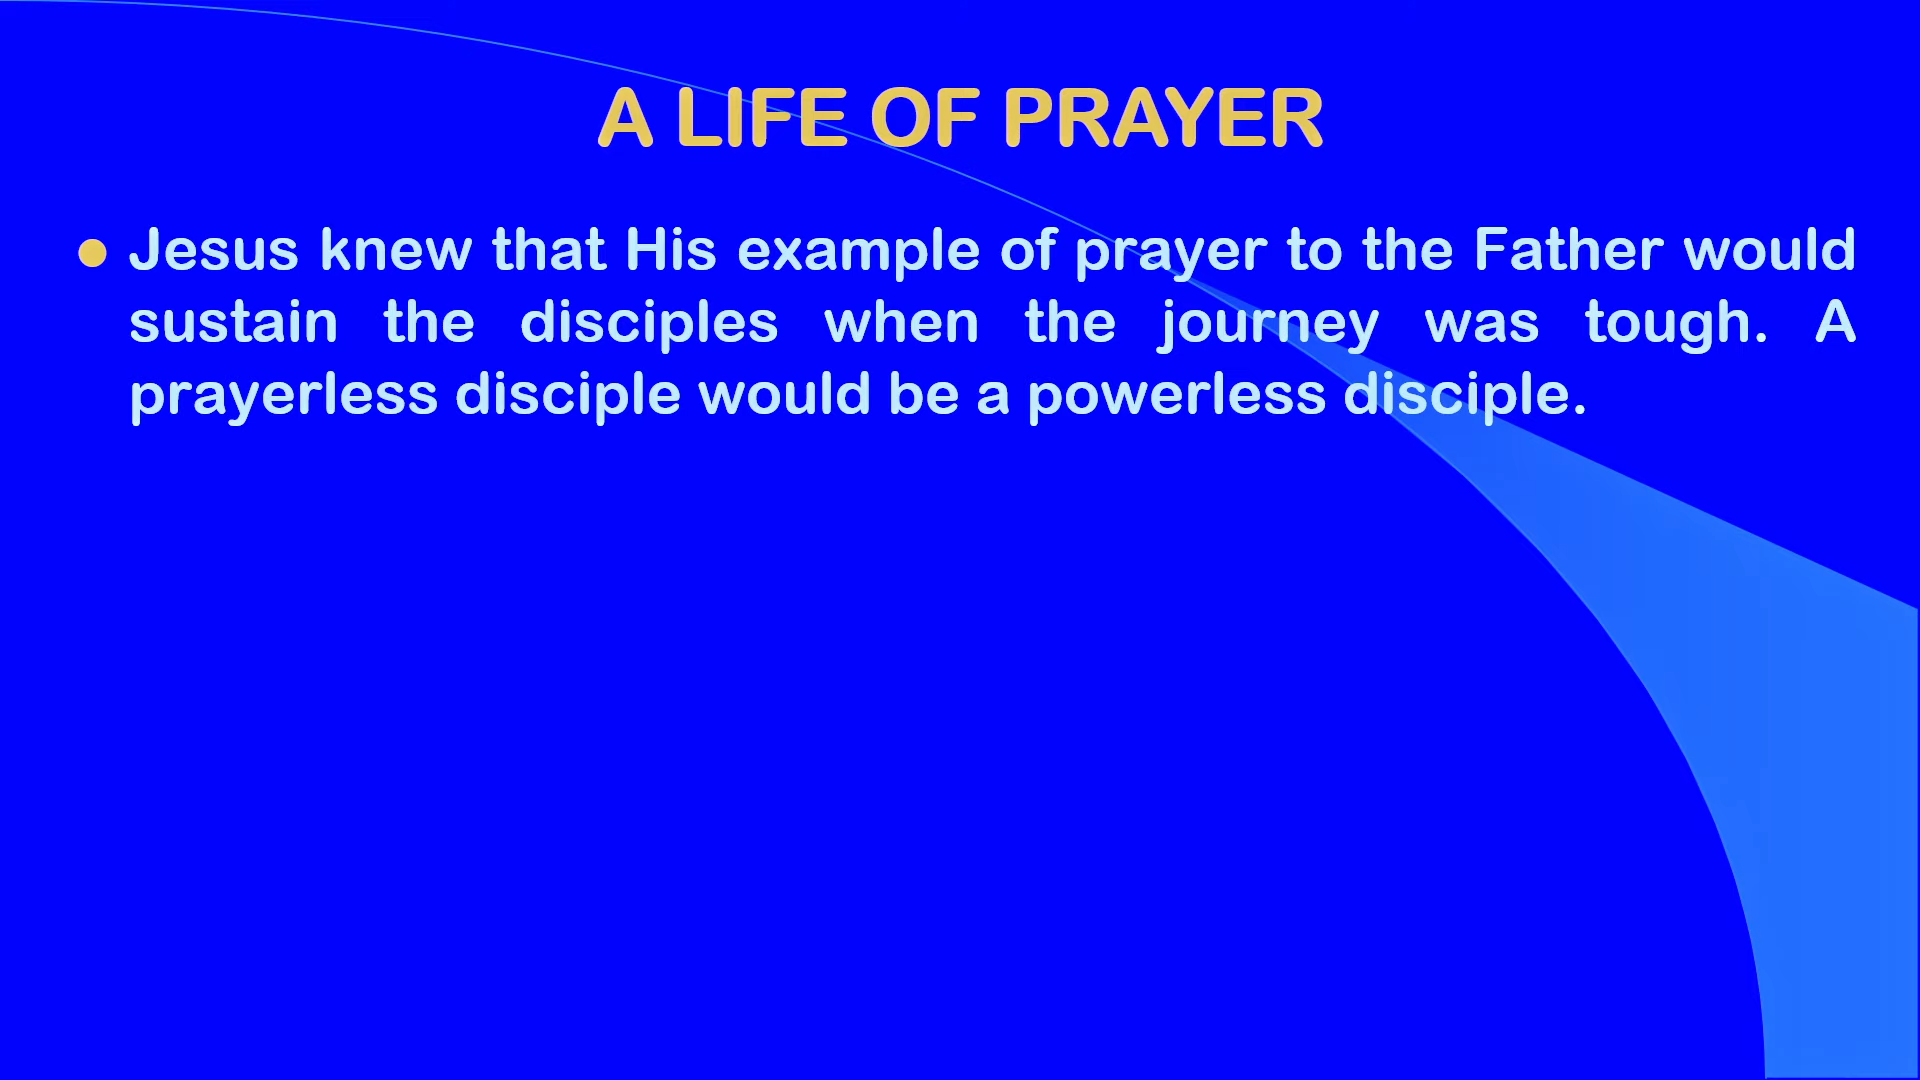 A LIFE OF PRAYER
Jesus knew that His example of prayer to the Father would
sustain the disciples when the journey was tough. A
prayerless disciple would be a powerless disciple.